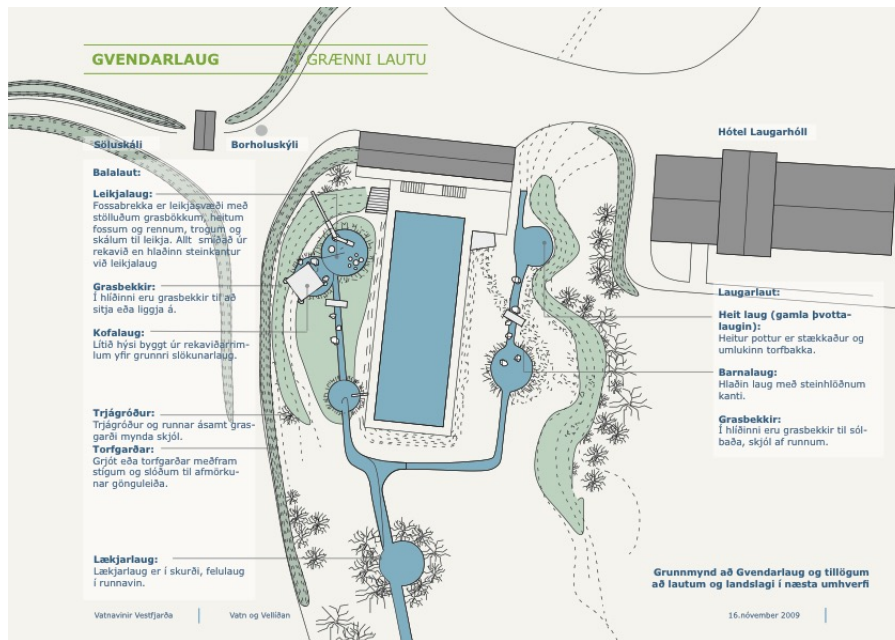 GVENDARLAUG
Í GRÆNNI LAUTU
Söluskáli
Borholuskýli
Hótel Laugarhóll
Balalaut:
Leikjalaug:
Fossabrekka er leikjasvæði með
stölluðum grasbökkum, heitum
fossum og rennum, trogum og
skálum til leikja. Allt smíðað úr
rekavið en hlaðinn steinkantur
við leikjalaug
Grasbekkir:
Í hlíðinni eru grasbekkir til að
sitja eða liggja á.
Kofalaug:
Lítið hýsi byggt úr rekaviðarrim-
lum yfir grunnri slökunarlaug.
Trjágróður:
Trjágróður og runnar ásamt gras-
garði mynda skjól.
Torfgarðar:
Grjót eða torfgarðar meðfram
stígum og slóðum til afmörku-
nar gönguleiða.
Lækjarlaug:
Lækjarlaug er í skurði, felulaug
í runnavin.
Laugarlaut:
Heit laug (gamla þvotta-
laugin):
Heitur pottur er stækkaður og
umlukinn torfbakka.
Barnalaug:
Hlaðin laug með steinhlöðnum
kanti.
Grasbekkir:
Í hlíðinni eru grasbekkir til sól-
baða, skjól af runnum.
Grunnmynd að Gvendarlaug og tillögum
að lautum og landslagi í næsta umhverfi
Vatnavinir Vestfjarða
Vatn og Vellíðan
16.nóvember 2009